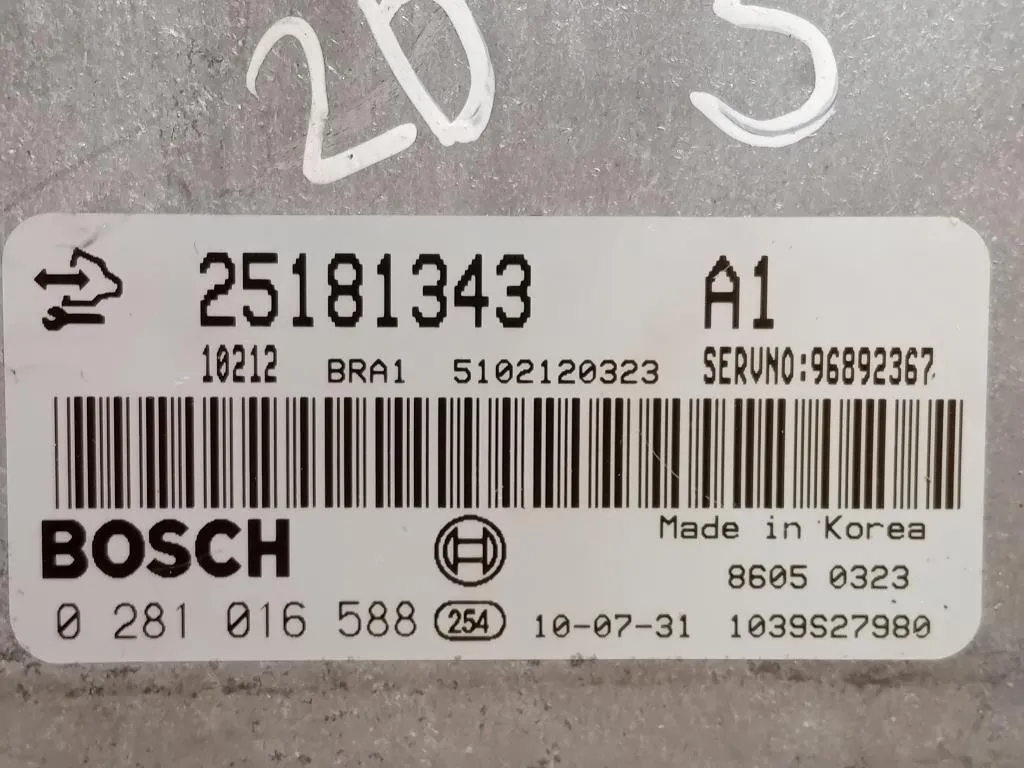 2D S
25181343 A1
10212 BRA1 5102120323 SERVNO:96892367
BOSCH Made in Korea
8605 0323
0 281 016 588 254 10-07-31 1039S27980